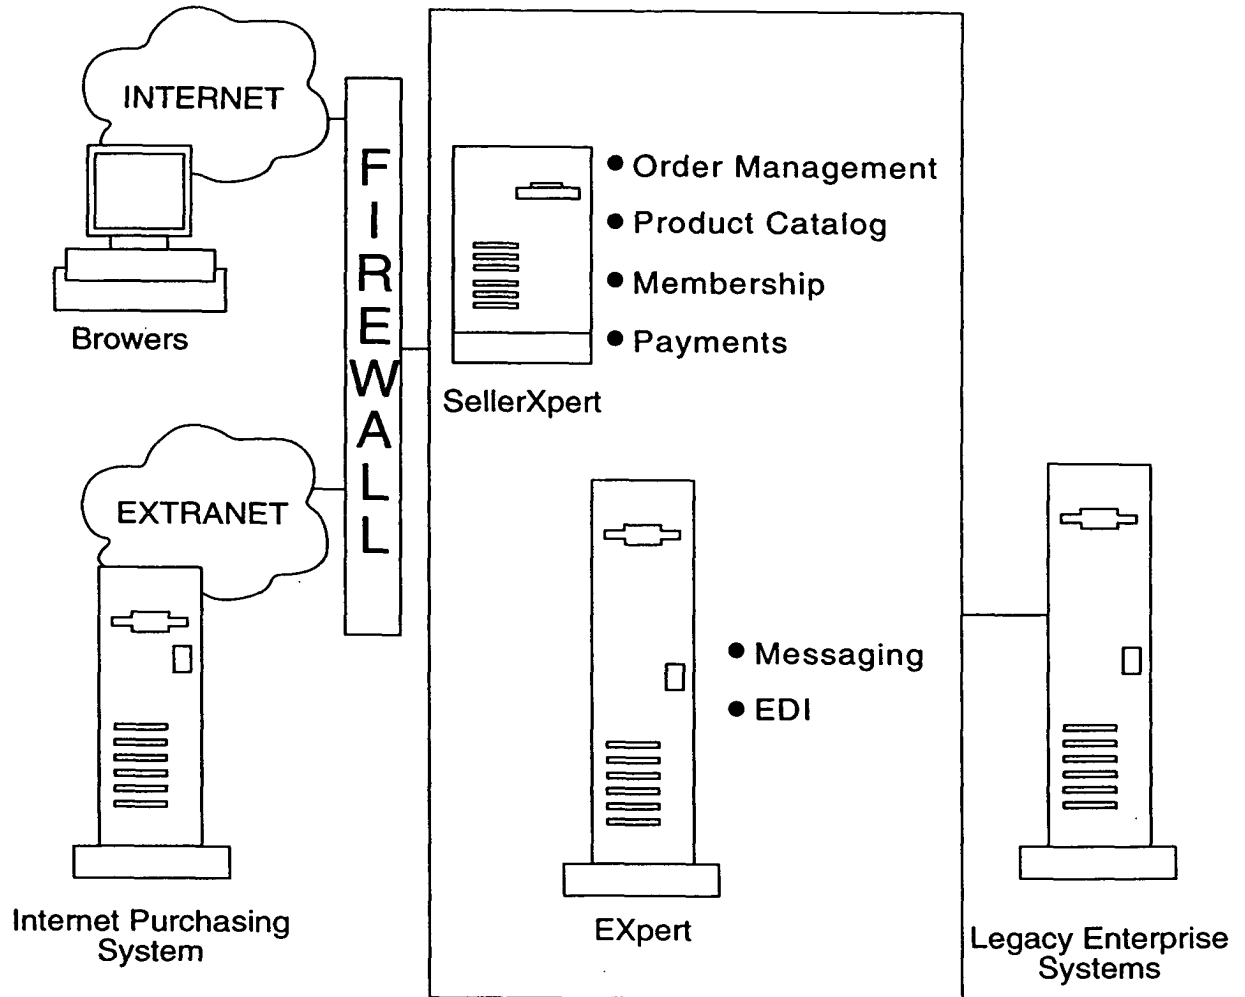 INTERNET
Browers
EXTRANET
Internet Purchasing
System
FIREWALL
● Order Management
● Product Catalog
● Membership
● Payments
SellerXpert
● Messaging
● EDI
EXpert
Legacy Enterprise
Systems